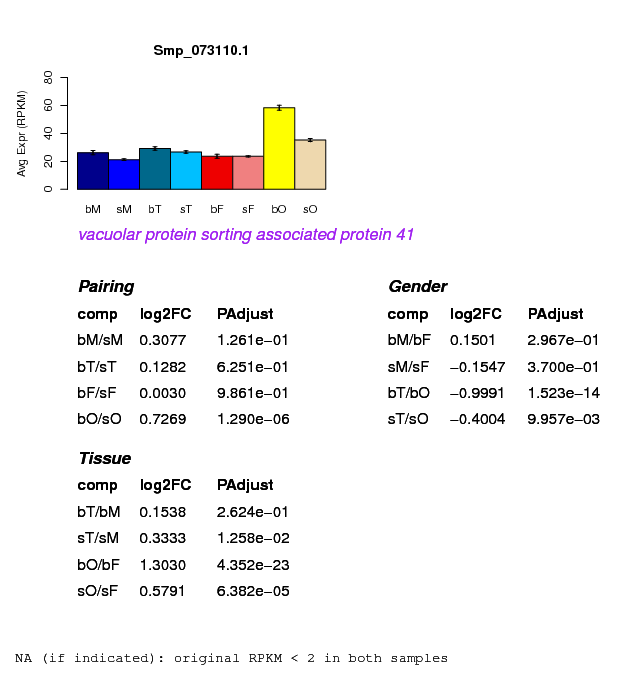 Smp_073110.1
Avg Expr (RPKM)
80
60
40
20
0
bM sM bT sT bF sF bO sO
vacuolar protein sorting associated protein 41
Pairing
comp log2FC PAdjust
bM/sM 0.3077 1.261e−01
bT/sT 0.1282 6.251e−01
bF/sF 0.0030 9.861e−01
bO/sO 0.7269 1.290e−06
Gender
comp log2FC PAdjust
bM/bF 0.1501 2.967e−01
sM/sF −0.1547 3.700e−01
bT/bO −0.9991 1.523e−14
sT/sO −0.4004 9.957e−03
Tissue
comp log2FC PAdjust
bT/bM 0.1538 2.624e−01
sT/sM 0.3333 1.258e−02
bO/bF 1.3030 4.352e−23
sO/sF 0.5791 6.382e−05
NA (if indicated): original RPKM < 2 in both samples